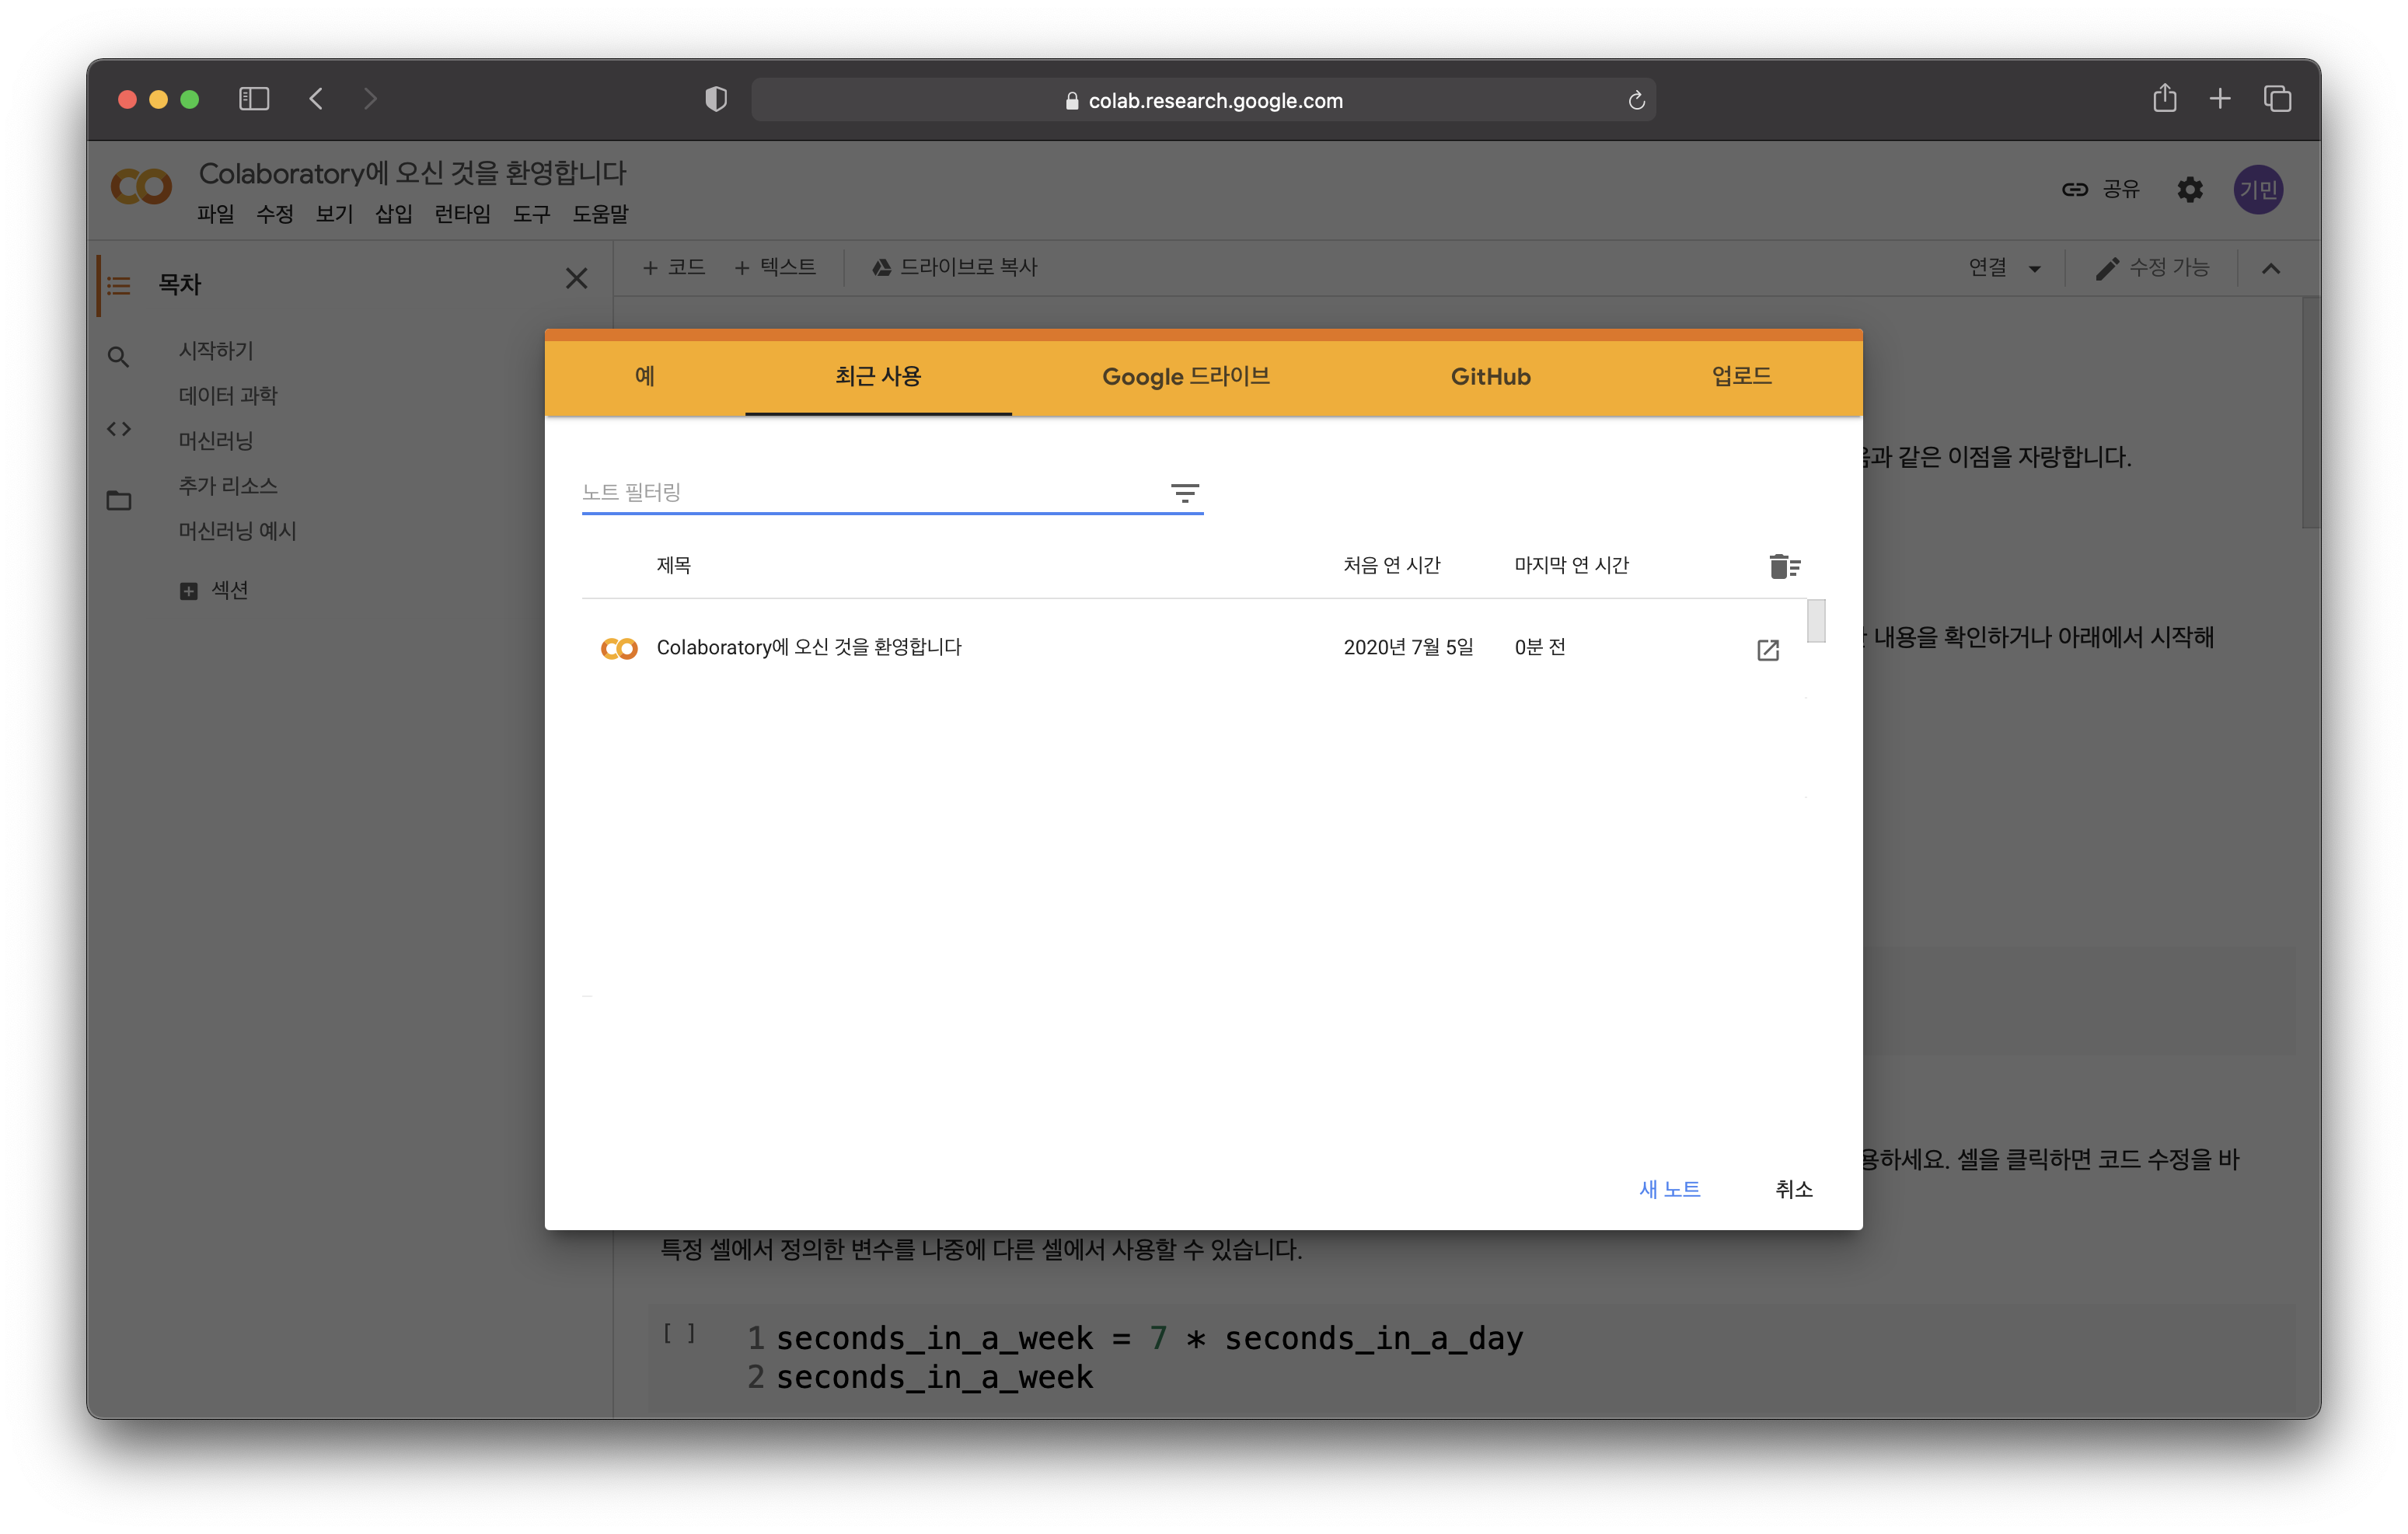 colab.research.google.com
Colaboratory에 오신 것을 환영합니다
파일 수정 보기 삽입 런타임 도구 도움말
공유
기민
목차
시작하기
데이터 과학
머신러닝
추가 리소스
머신러닝 예시
섹션
+ 코드 + 텍스트 드라이브로 복사
연결
수정 가능
예 최근 사용 Google 드라이브 GitHub 업로드
과 같은 이점을 자랑합니다.
노트 필터링
제목 처음 연 시간 마지막 연 시간
Colaboratory에 오신 것을 환영합니다 2020년 7월 5일 0분 전
내용을 확인하거나 아래에서 시작해
용하세요. 셀을 클릭하면 코드 수정을 바
새 노트 취소
특정 셀에서 정의한 변수를 나중에 다른 셀에서 사용할 수 있습니다.
[ ] 1 seconds_in_a_week = 7 * seconds_in_a_day
2 seconds_in_a_week